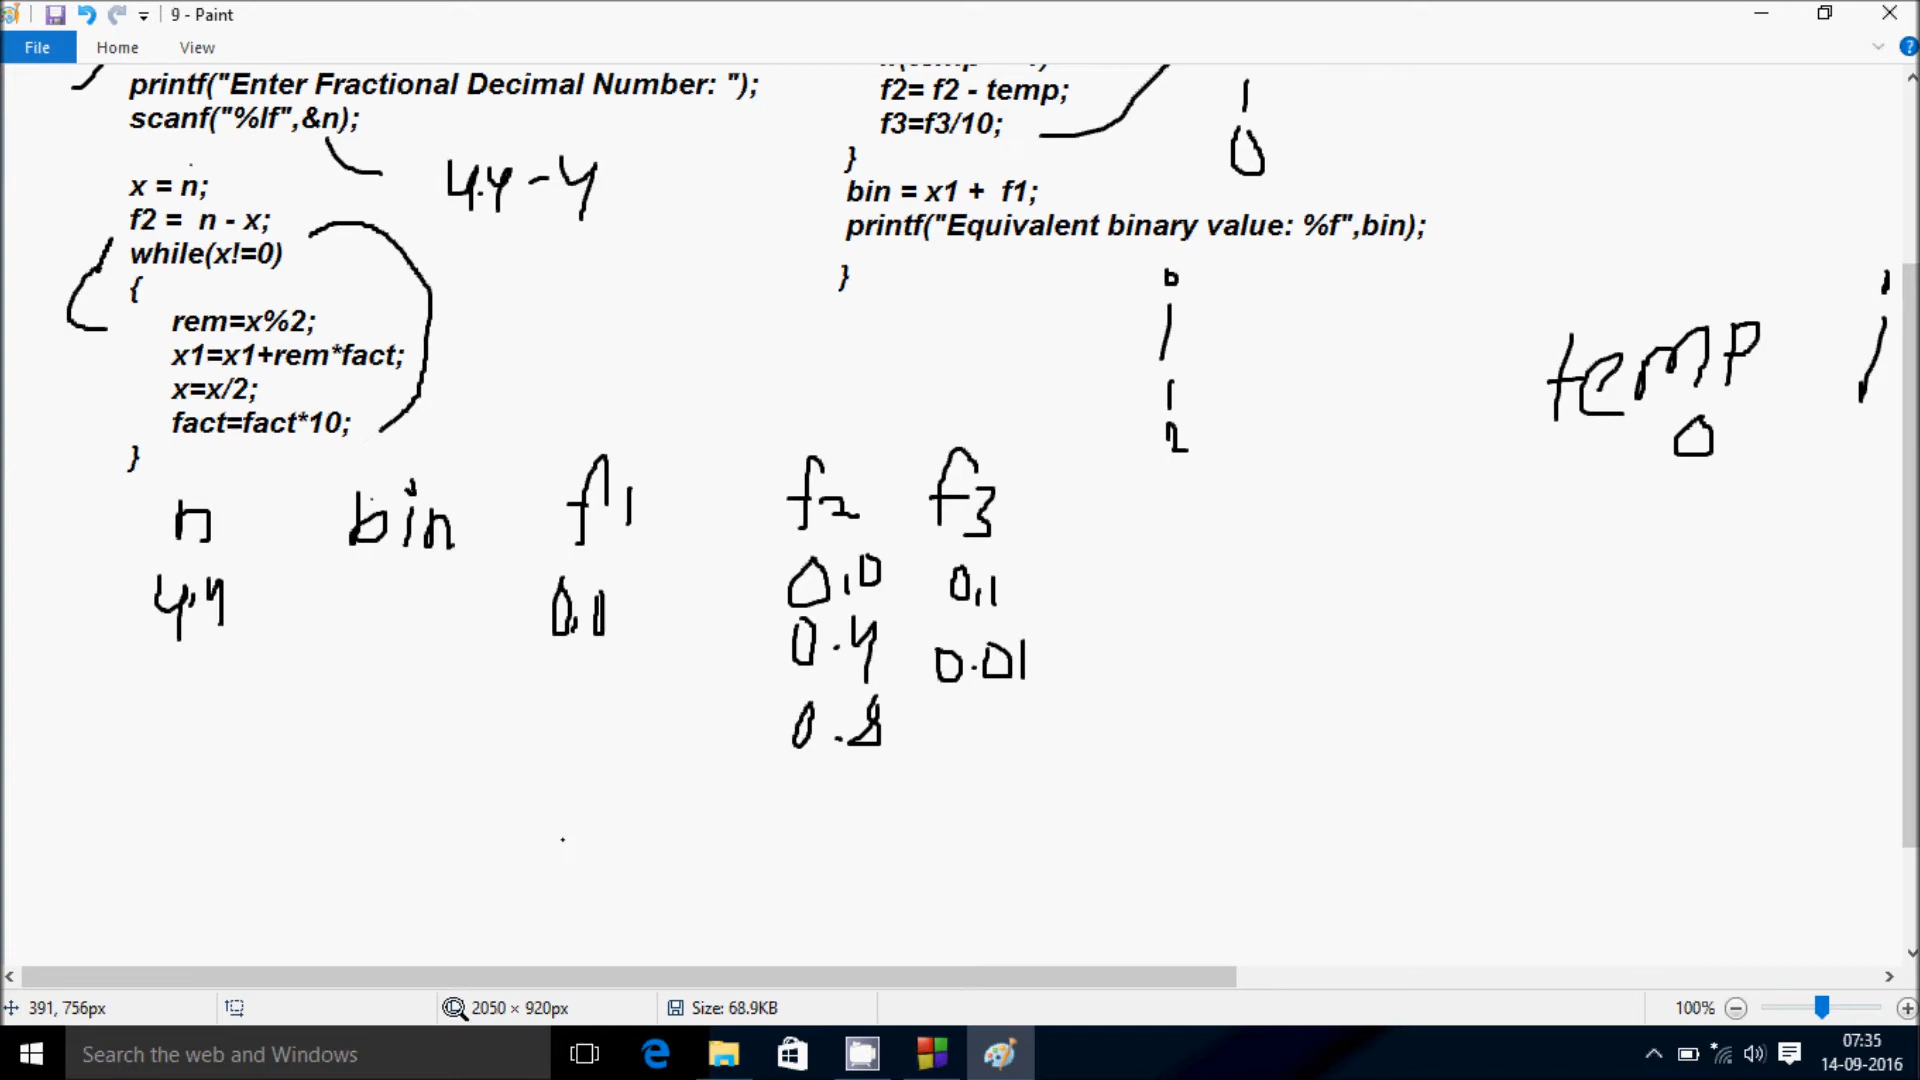 9 - Paint
File Home View
printf("Enter Fractional Decimal Number: ");
scanf("%lf",&n);
x = n;
f2 = n - x;
while(x!=0)
{
rem=x%2;
x1=x1+rem*fact;
x=x/2;
fact=fact*10;
}
4.4 - 4
f2= f2 - temp;
f3=f3/10;
}
bin = x1 + f1;
printf("Equivalent binary value: %f",bin);
}
1
0
temp
0
n bin f1 f2 f3
4.4 0.0 0.0 0.1
0.4 0.01
0.8
391, 756px 2050 × 920px Size: 68.9KB 100%
Search the web and Windows
07:35
14-09-2016